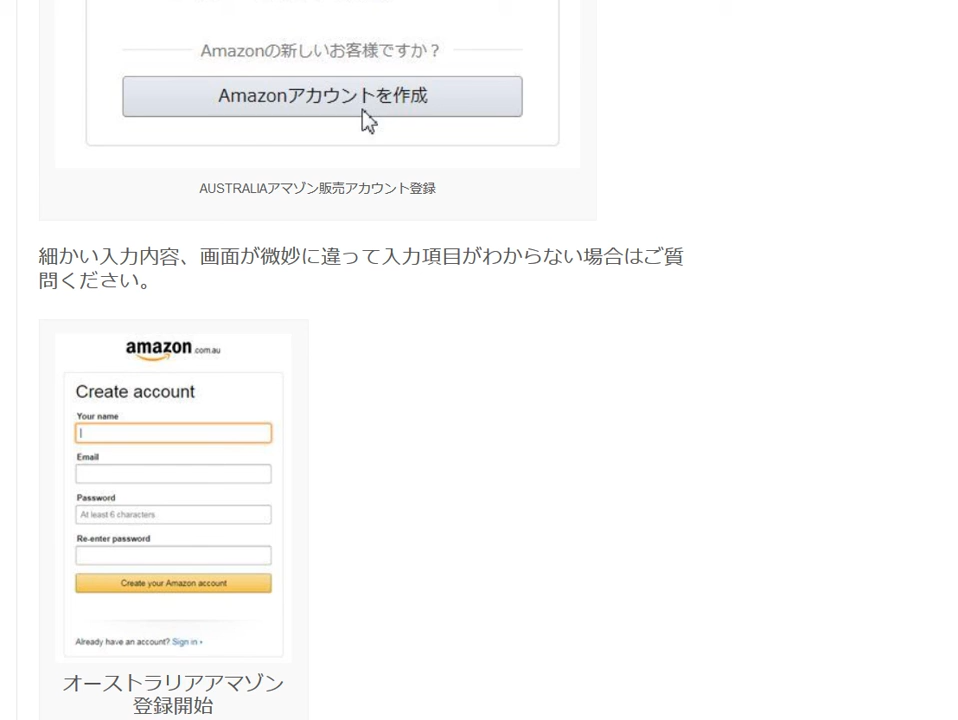 Amazonの新しいお客様ですか？
Amazonアカウントを作成
AUSTRALIAアマゾン販売アカウント登録
細かい入力内容、画面が微妙に違って入力項目がわからない場合はご質
問ください。
amazon.com.au
Create account
Your name
Email
Password
At least 6 characters
Re-enter password
Create your Amazon account
Already have an account? Sign in
オーストラリアアマゾン
登録開始